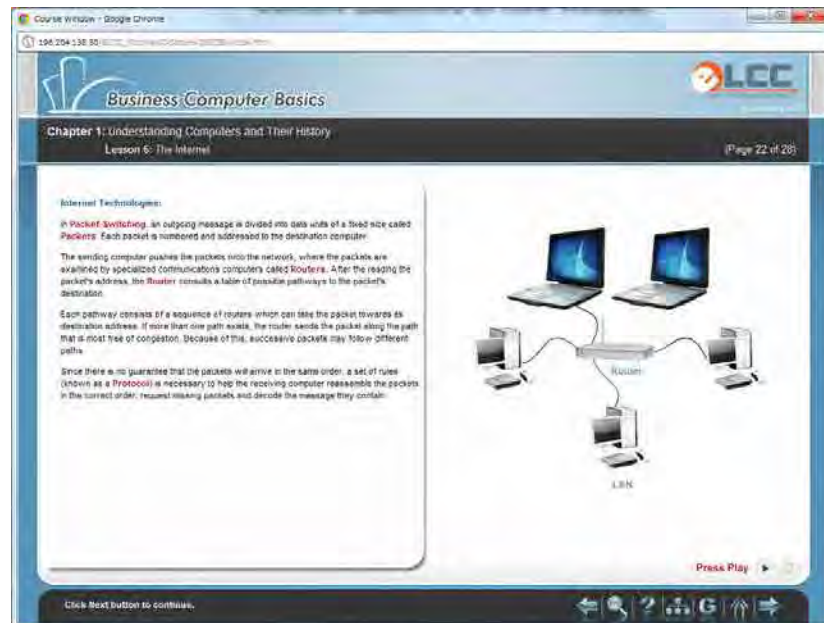 Course Window - Google Chrome
196.204.138.50
LCC
Business Computer Basics
Chapter 1: Understanding Computers and Their History
Lesson 6: The Internet
(Page 22 of 28)
Internet Technologies:
In Packet Switching, an outgoing message is divided into data units of a fixed size called
Packets. Each packet is numbered and addressed to the destination computer.
The sending computer pushes the packets onto the network, where the packets are
examined by specialized communications computers called Routers. After the reading the
packet's address, the Router consults a table of possible pathways to the packet's
destination.
Each pathway consists of a sequence of routers which can take the packet towards its
destination address. If more than one path exists, the router sends the packet along the path
that is most free of congestion. Because of this, successive packets may follow different
paths.
Since there is no guarantee that the packets will arrive in the same order, a set of rules
(known as a Protocol) is necessary to help the receiving computer reassemble the packets
in the correct order, request missing packets and decode the message they contain.
Router
LAN
Press Play
Click Next button to continue.
? G